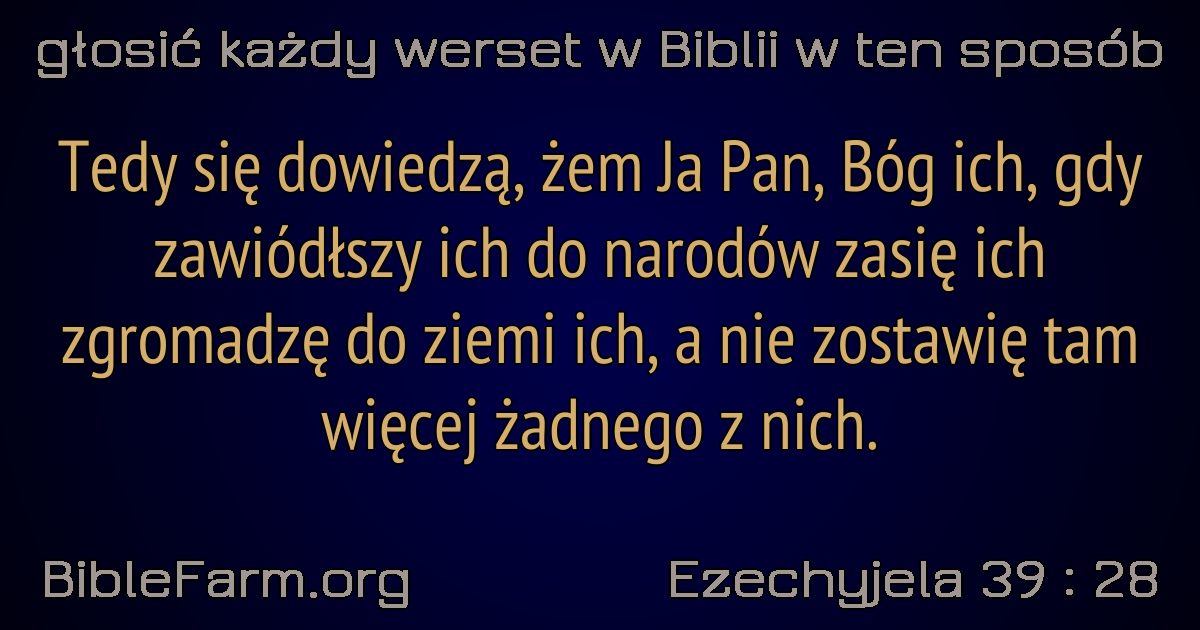 głosić każdy werset w Biblii w ten sposób
Tedy się dowiedzą, żem Ja Pan, Bóg ich, gdy
zawiódłszy ich do narodów zasię ich
zgromadzę do ziemi ich, a nie zostawię tam
więcej żadnego z nich.
BibleFarm.org
Ezechyjela 39 : 28